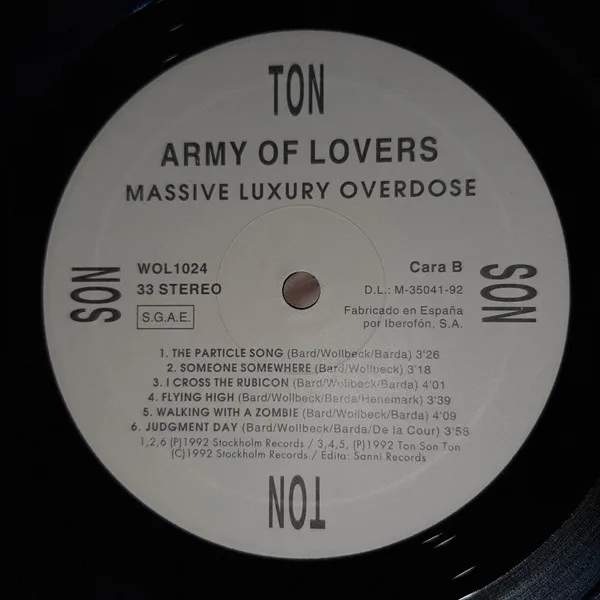 TON
ARMY OF LOVERS
MASSIVE LUXURY OVERDOSE
SON
WOL1024
33 STEREO
S.G.A.E.
Cara B
D.L.: M-35041-92
Fabricado en España
por Iberofón, S.A.
SON
1. THE PARTICLE SONG (Bard/Wollbeck/Barda) 3'26
2. SOMEONE SOMEWHERE (Bard/Wollbeck) 3'18
3. I CROSS THE RUBICON (Bard/Wollbeck/Barda) 4'01
4. FLYING HIGH (Bard/Wollbeck/Barda/Henemark) 3'39
5. WALKING WITH A ZOMBIE (Bard/Wollbeck/Barda) 4'09
6. JUDGMENT DAY (Bard/Wollbeck/Barda/De la Cour) 3'58
1,2,6 (P)1992 Stockholm Records / 3,4,5, (P)1992 Ton Son Ton
(C)1992 Stockholm Records / Edita: Sanni Records
TON